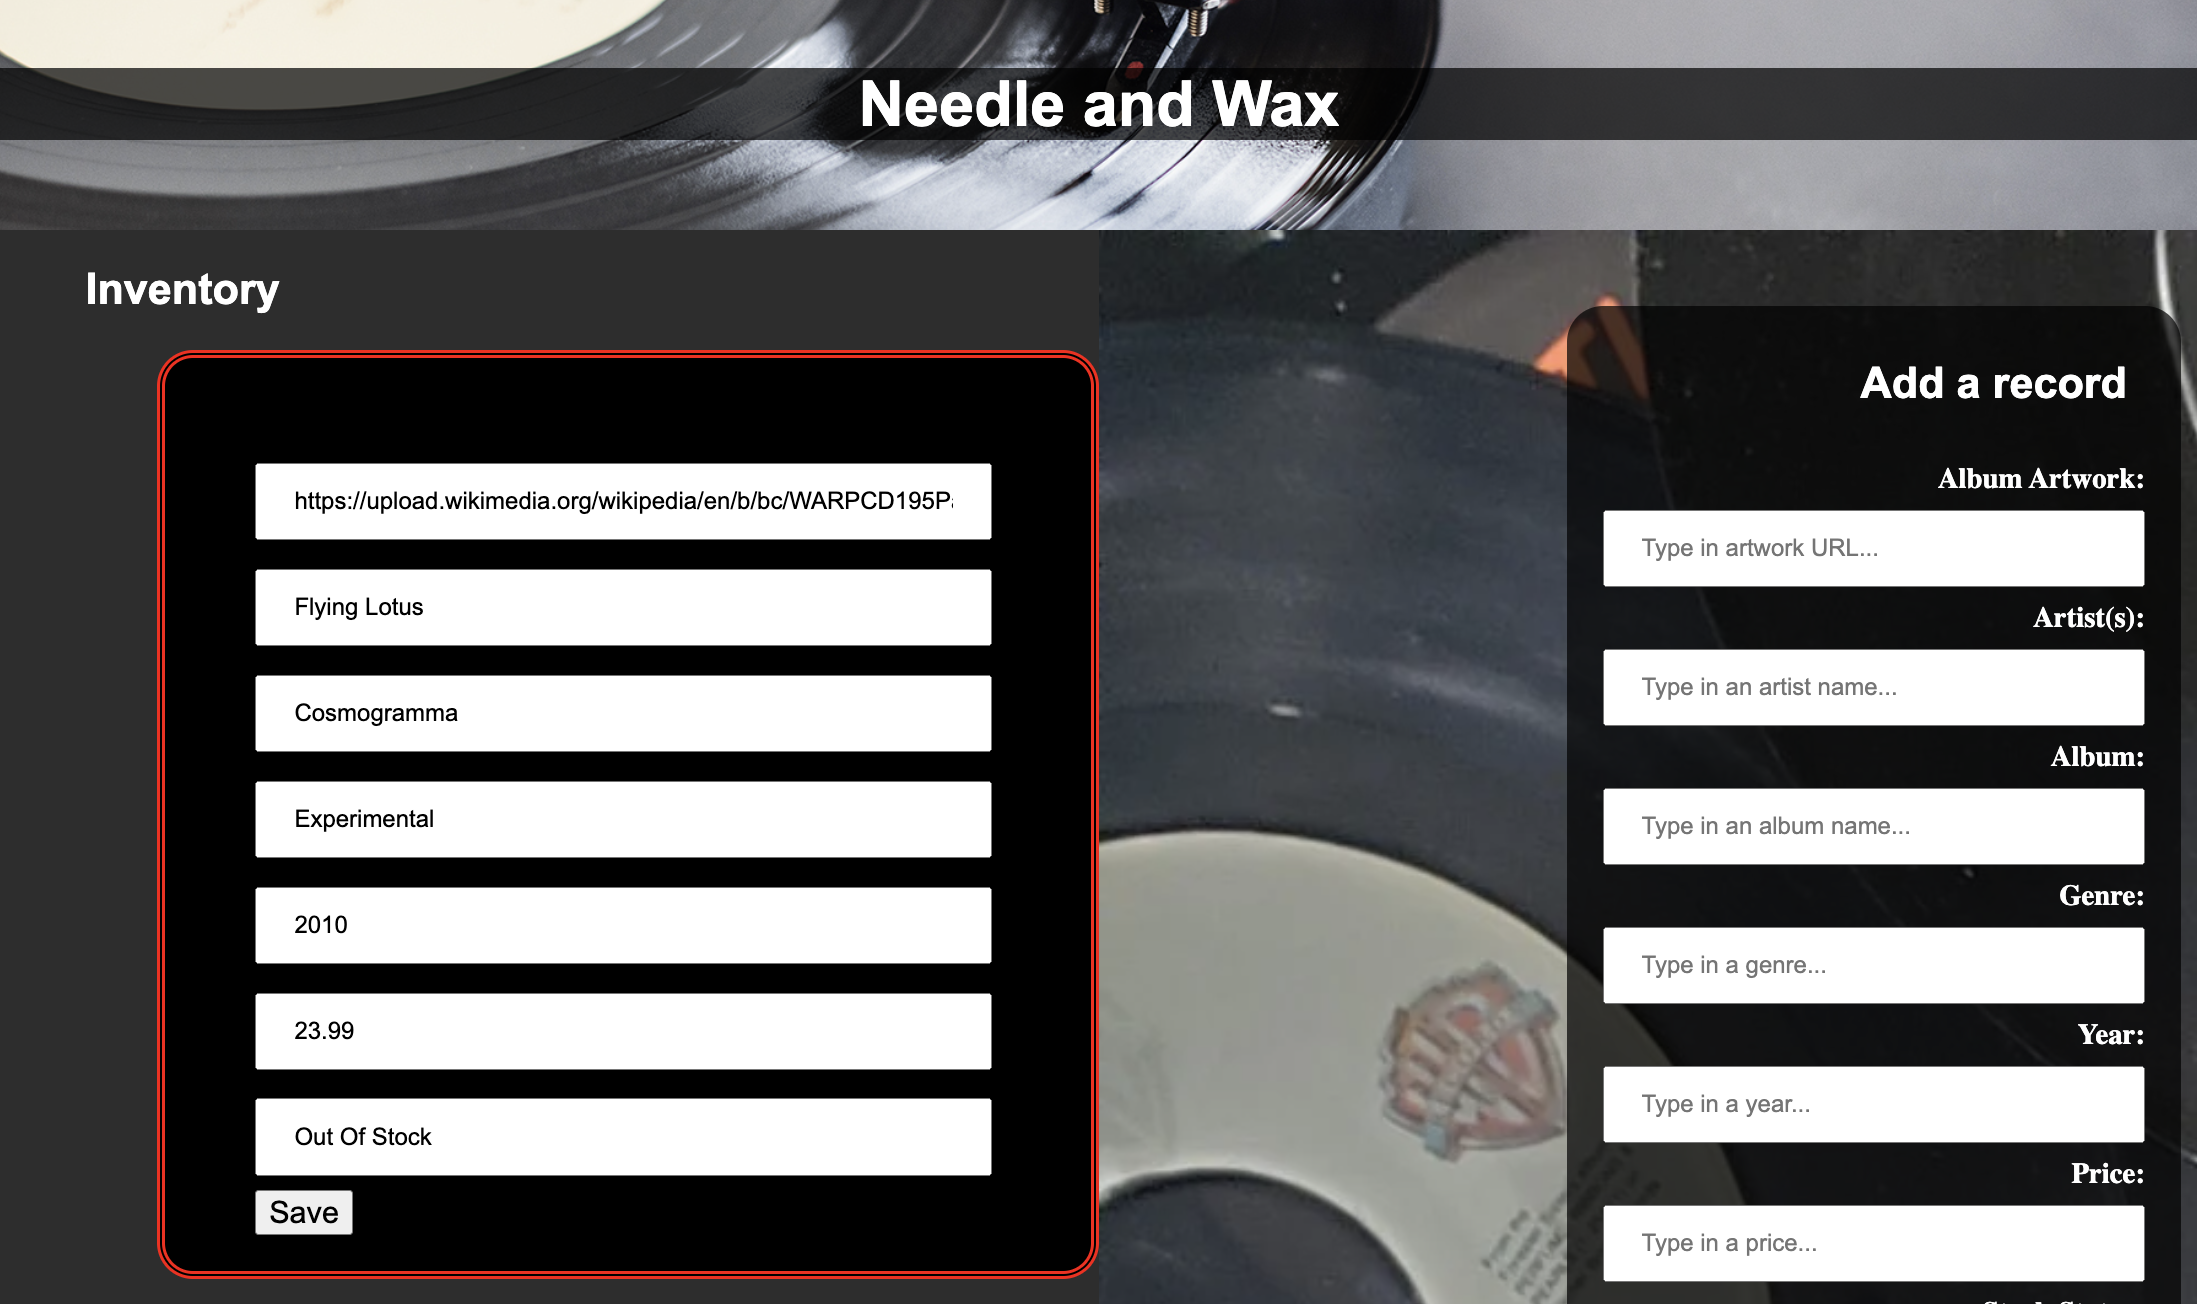 Needle and Wax
Inventory
https://upload.wikimedia.org/wikipedia/en/b/bc/WARPCD195P
Flying Lotus
Cosmogramma
Experimental
2010
23.99
Out Of Stock
Save
Add a record
Album Artwork:
Type in artwork URL...
Artist(s):
Type in an artist name...
Album:
Type in an album name...
Genre:
Type in a genre...
Year:
Type in a year...
Price:
Type in a price...